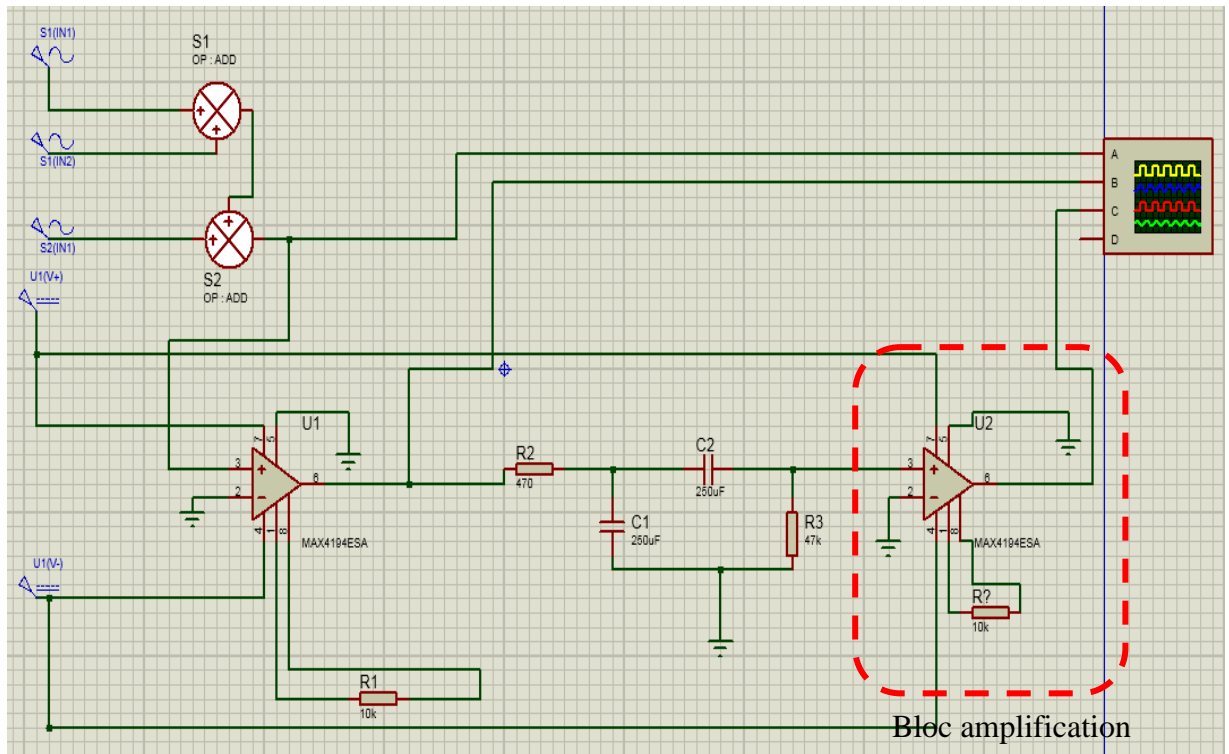 S1(IN1)
S1
OP : ADD
S1(IN2)
A
B
C
D
S2(IN1)
S2
OP : ADD
U1(V+)
U1
7
5
3
2
6
4
1
8
MAX4194ESA
R2
470
C2
250uF
C1
250uF
R3
47k
U2
7
5
3
2
6
4
1
8
MAX4194ESA
R?
10k
U1(V-)
R1
10k
Bloc amplification